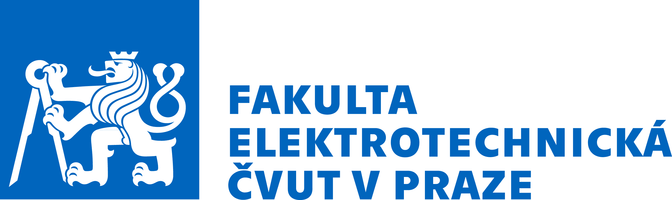 FAKULTA
ELEKTROTECHNICKÁ
ČVUT V PRAZE